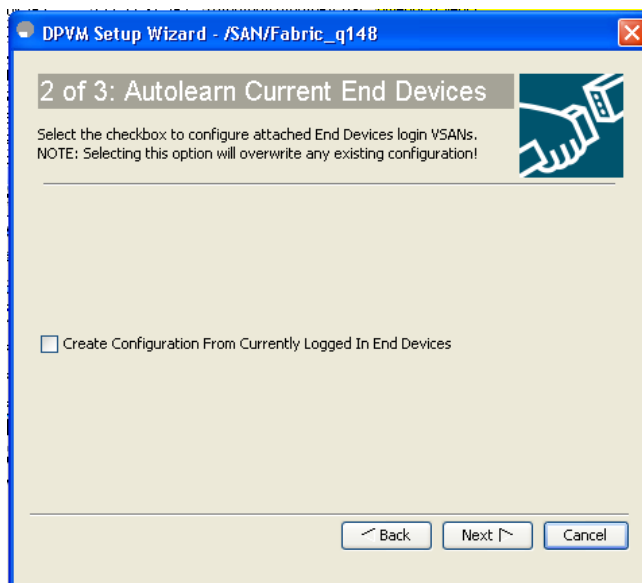 DPVM Setup Wizard - /SAN/Fabric_q148
2 of 3: Autolearn Current End Devices
Select the checkbox to configure attached End Devices login VSANs.
NOTE: Selecting this option will overwrite any existing configuration!
Create Configuration From Currently Logged In End Devices
Back
Next
Cancel